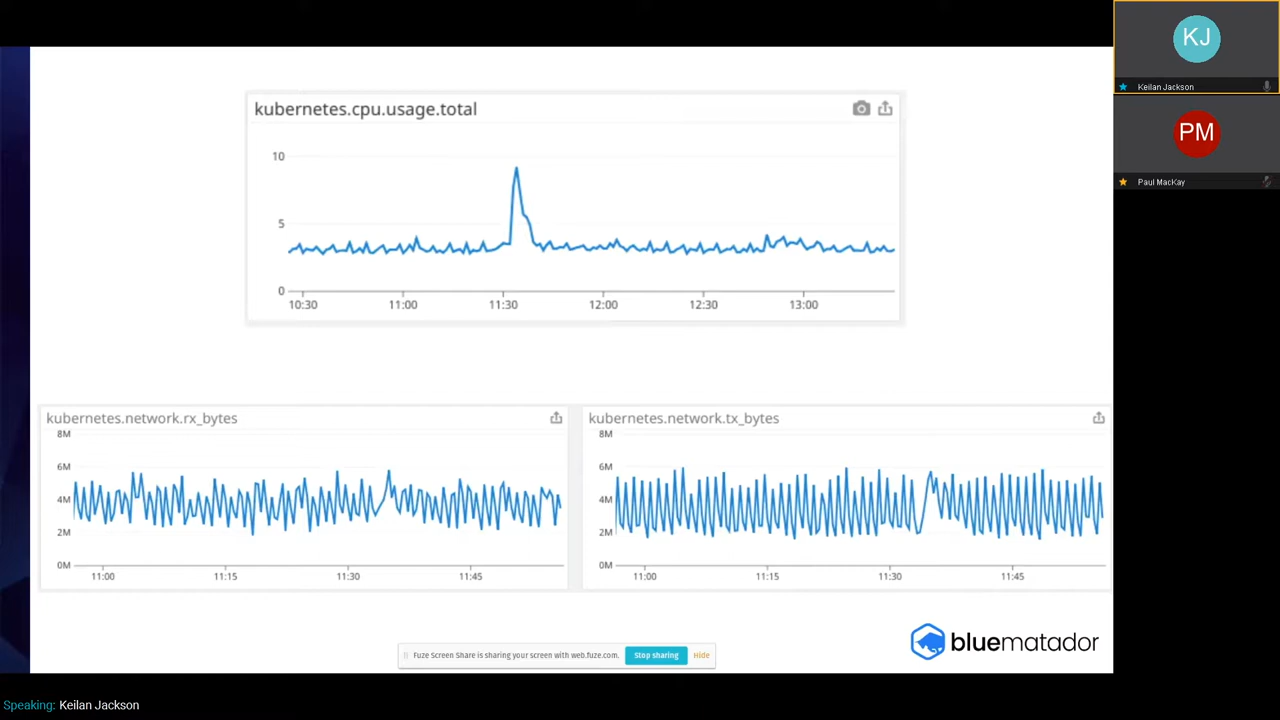 kubernetes.cpu.usage.total
10
5
0
10:30 11:00 11:30 12:00 12:30 13:00
kubernetes.network.rx_bytes
8M
6M
4M
2M
0M
11:00 11:15 11:30 11:45
kubernetes.network.tx_bytes
8M
6M
4M
2M
0M
11:00 11:15 11:30 11:45
bluematador
Fuze Screen Share is sharing your screen with web.fuze.com. Stop sharing Hide
KJ
Keilan Jackson
PM
Paul MacKay
Speaking: Keilan Jackson